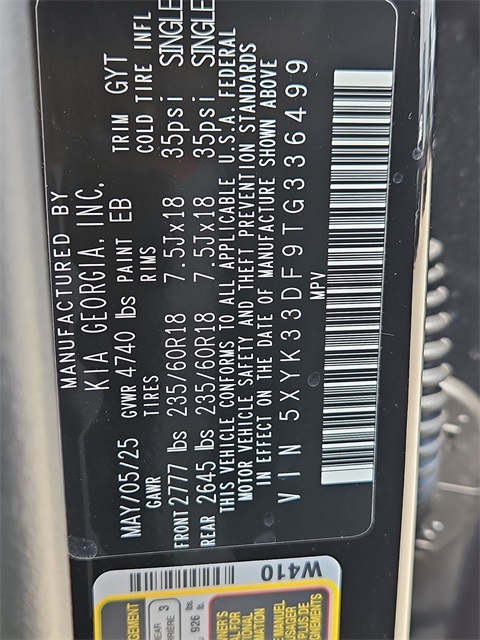 MANUFACTURED BY
KIA GEORGIA, INC.
MAY/05/25 GVWR 4740 lbs PAINT EB TRIM GYT
GAWR TIRES RIMS COLD TIRE INFL
FRONT 2777 lbs 235/60R18 7.5Jx18 35psi SINGLE
REAR 2645 lbs 235/60R18 7.5Jx18 35psi SINGLE
THIS VEHICLE CONFORMS TO ALL APPLICABLE U.S.A. FEDERAL
MOTOR VEHICLE SAFETY AND THEFT PREVENTION STANDARDS
IN EFFECT ON THE DATE OF MANUFACTURE SHOWN ABOVE
VIN 5XYK33DF9TG336499
MPV
W410
3
926 lb.